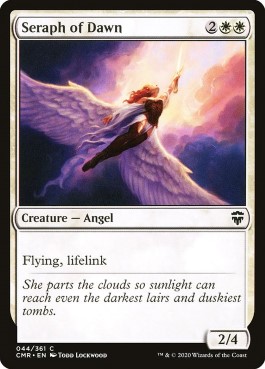 Seraph of Dawn 2
Creature — Angel
Flying, lifelink
She parts the clouds so sunlight can
reach even the darkest lairs and duskiest
tombs.
2/4
044/361 C
CMR • EN Todd Lockwood
™ & © 2020 Wizards of the Coast